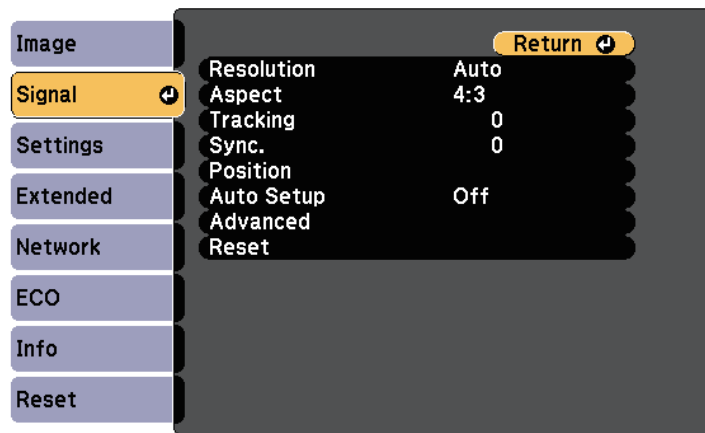 Image
Signal
Settings
Extended
Network
ECO
Info
Reset
Return
Resolution Auto
Aspect 4:3
Tracking 0
Sync. 0
Position
Auto Setup Off
Advanced
Reset